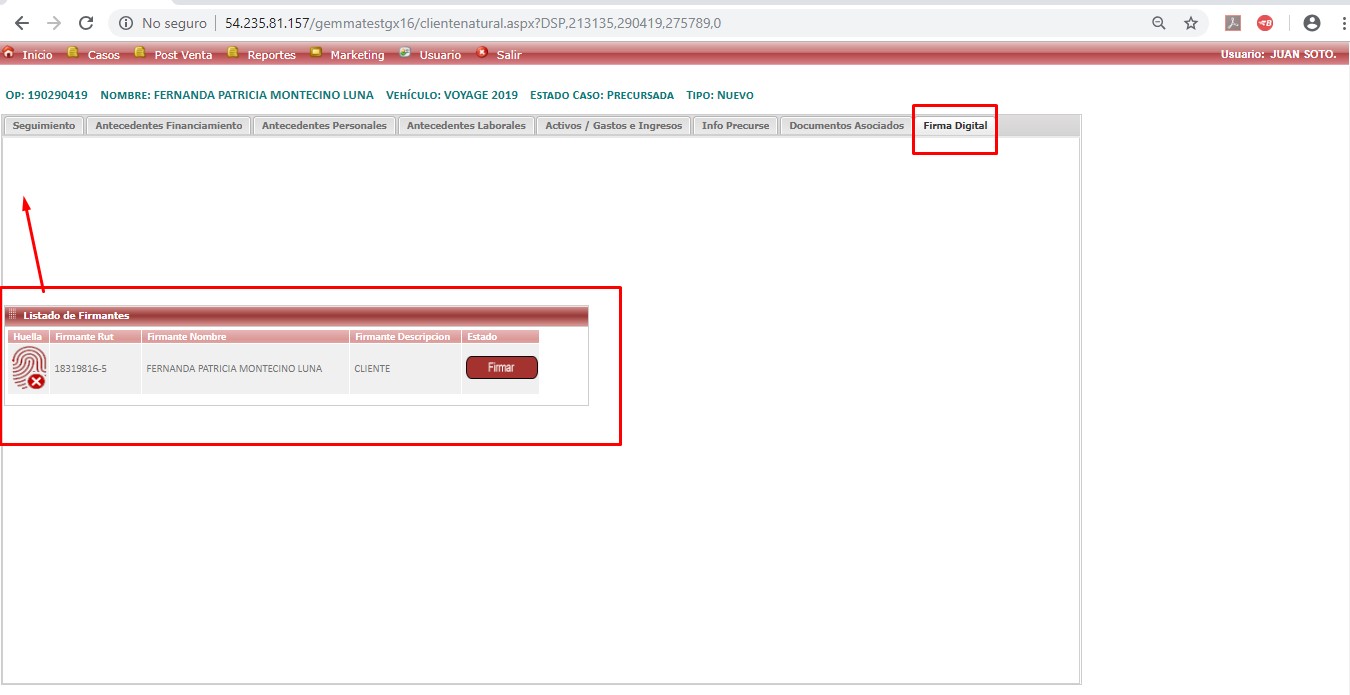 No seguro 54.235.81.157/gemmatestgx16/clientenatural.aspx?DSP,213135,290419,275789,0
Inicio Casos Post Venta Reportes Marketing Usuario Salir Usuario: JUAN SOTO.
OP: 190290419 NOMBRE: FERNANDA PATRICIA MONTECINO LUNA VEHÍCULO: VOYAGE 2019 ESTADO CASO: PRECURSADA TIPO: NUEVO
Seguimiento Antecedentes Financiamiento Antecedentes Personales Antecedentes Laborales Activos / Gastos e Ingresos Info Precurse Documentos Asociados Firma Digital
Listado de Firmantes
Huella Firmante Rut Firmante Nombre Firmante Descripcion Estado
18319816-5 FERNANDA PATRICIA MONTECINO LUNA CLIENTE Firmar